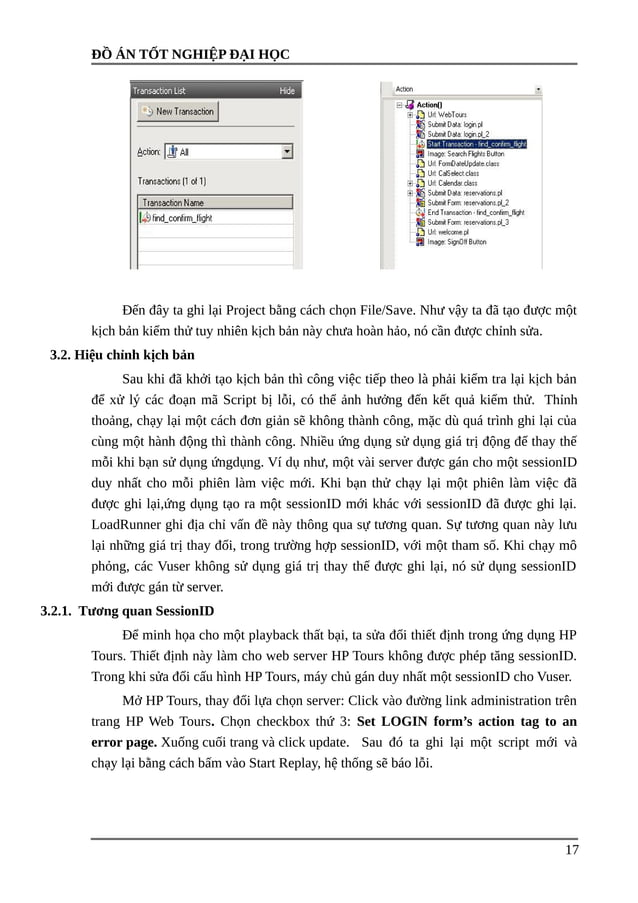 ĐỒ ÁN TỐT NGHIỆP ĐẠI HỌC
Transaction List Hide
New Transaction
Action: All
Transactions (1 of 1)
Transaction Name
find_confirm_flight
Action
Action()
Url: WebTours
Submit Data: login.pl
Submit Data: login.pl_2
Start Transaction - find_confirm_flight
Image: Search Flights Button
Url: FormDateUpdate.class
Url: CalSelect.class
Url: Calendar.class
Submit Data: reservations.pl
Submit Form: reservations.pl_2
End Transaction - find_confirm_flight
Submit Form: reservations.pl_3
Url: welcome.pl
Image: SignOff Button
Đến đây ta ghi lại Project bằng cách chọn File/Save. Như vậy ta đã tạo được một
kịch bản kiểm thử tuy nhiên kịch bản này chưa hoàn hảo, nó cần được chỉnh sửa.
3.2. Hiệu chỉnh kịch bản
Sau khi đã khởi tạo kịch bản thì công việc tiếp theo là phải kiểm tra lại kịch bản
để xử lý các đoạn mã Script bị lỗi, có thể ảnh hưởng đến kết quả kiểm thử. Thỉnh
thoảng, chạy lại một cách đơn giản sẽ không thành công, mặc dù quá trình ghi lại của
cùng một hành động thì thành công. Nhiều ứng dụng sử dụng giá trị động để thay thế
mỗi khi bạn sử dụng ứngdụng. Ví dụ như, một vài server được gán cho một sessionID
duy nhất cho mỗi phiên làm việc mới. Khi bạn thử chạy lại một phiên làm việc đã
được ghi lại,ứng dụng tạo ra một sessionID mới khác với sessionID đã được ghi lại.
LoadRunner ghi địa chỉ vấn đề này thông qua sự tương quan. Sự tương quan này lưu
lại những giá trị thay đổi, trong trường hợp sessionID, với một tham số. Khi chạy mô
phỏng, các Vuser không sử dụng giá trị thay thế được ghi lại, nó sử dụng sessionID
mới được gán từ server.
3.2.1. Tương quan SessionID
Để minh họa cho một playback thất bại, ta sửa đổi thiết định trong ứng dụng HP
Tours. Thiết định này làm cho web server HP Tours không được phép tăng sessionID.
Trong khi sửa đổi cấu hình HP Tours, máy chủ gán duy nhất một sessionID cho Vuser.
Mở HP Tours, thay đổi lựa chọn server: Click vào đường link administration trên
trang HP Web Tours. Chọn checkbox thứ 3: Set LOGIN form’s action tag to an
error page. Xuống cuối trang và click update. Sau đó ta ghi lại một script mới và
chạy lại bằng cách bấm vào Start Replay, hệ thống sẽ báo lỗi.
17